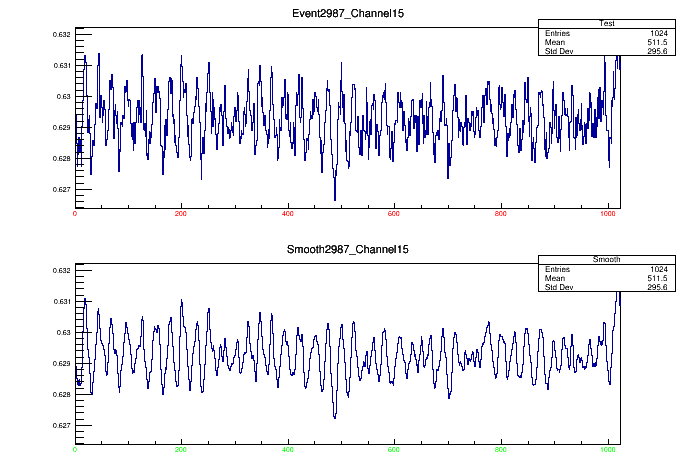 Event2987_Channel15
Test
Entries 1024
Mean 511.5
Std Dev 295.6
0.632
0.631
0.63
0.629
0.628
0.627
0 200 400 600 800 1000
Smooth2987_Channel15
Smooth
Entries 1024
Mean 511.5
Std Dev 295.6
0.632
0.631
0.63
0.629
0.628
0.627
0 200 400 600 800 1000